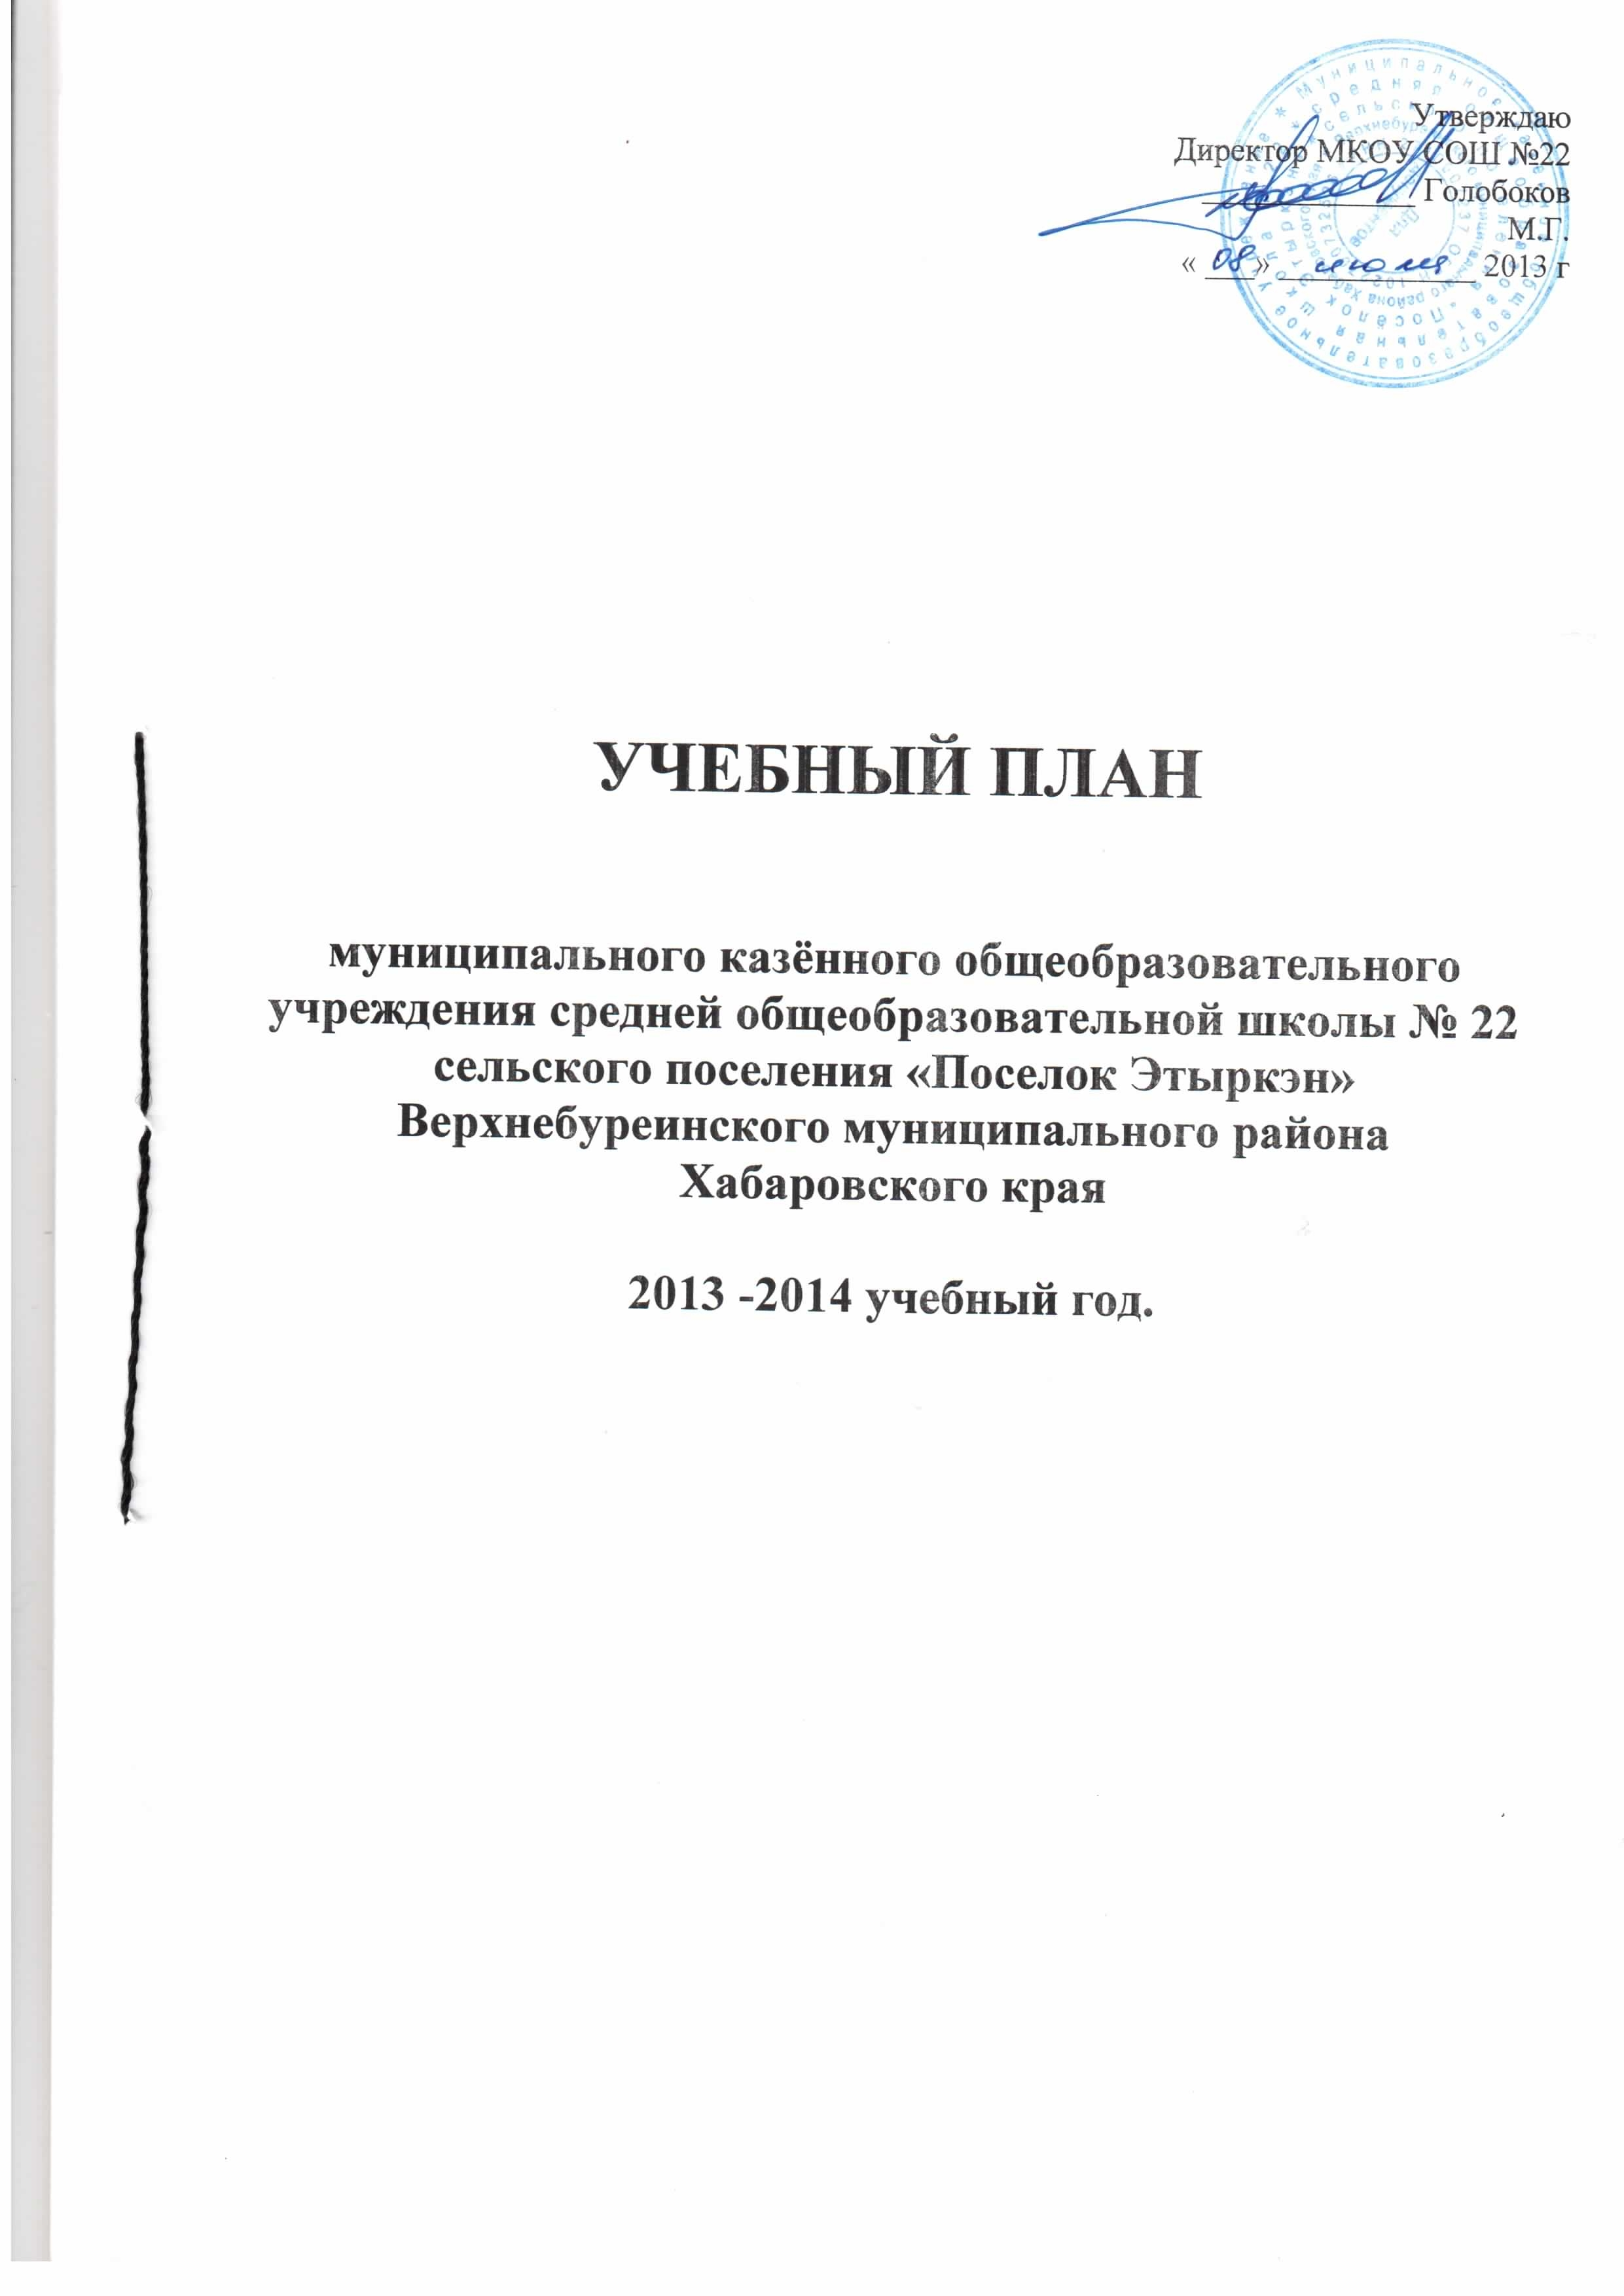 Утверждаю
Директор МКОУ СОШ №22
Голобоков
М.Г.
« 08 » июля 2013 г
УЧЕБНЫЙ ПЛАН
муниципального казённого общеобразовательного
учреждения средней общеобразовательной школы № 22
сельского поселения «Поселок Этыркэн»
Верхнебуреинского муниципального района
Хабаровского края
2013 -2014 учебный год.